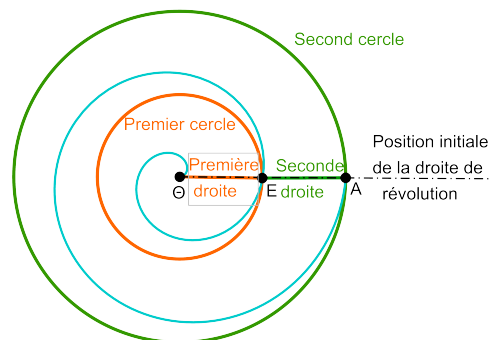 Second cercle
Premier cercle
Première
droite
Seconde
droite
Θ
E
A
Position initiale
de la droite de
révolution